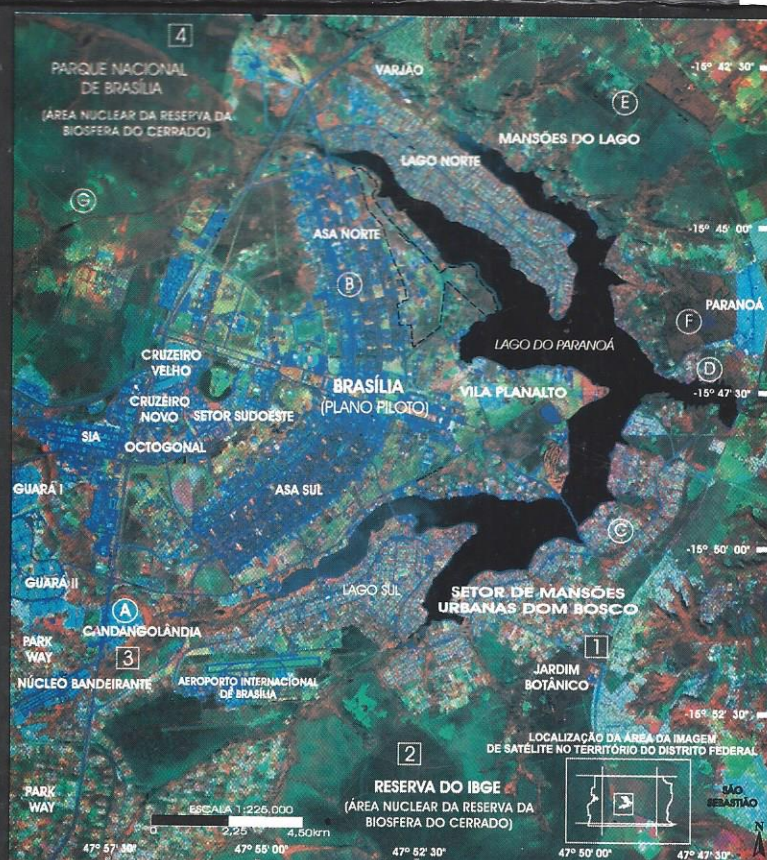 4
PARQUE NACIONAL
DE BRASÍLIA
(ÁREA NUCLEAR DA RESERVA DA
BIOSFERA DO CERRADO)
VARJÃO
-15° 42' 30"
E
MANSÕES DO LAGO
LAGO NORTE
G
ASA NORTE
-15° 45' 00"
B
PARANOÁ
F
LAGO DO PARANOÁ
CRUZEIRO
VELHO
D
BRASÍLIA
(PLANO PILOTO)
VILA PLANALTO
-15° 47' 30"
CRUZEIRO
NOVO
SETOR SUDOESTE
SIA
OCTOGONAL
GUARÁ I
ASA SUL
C
-15° 50' 00"
GUARÁ II
LAGO SUL
SETOR DE MANSÕES
URBANAS DOM BOSCO
A
CANDANGOLÂNDIA
PARK
WAY
3
1
NÚCLEO BANDEIRANTE
AEROPORTO INTERNACIONAL
DE BRASÍLIA
JARDIM
BOTÂNICO
-15° 52' 30"
2
LOCALIZAÇÃO DA ÁREA DA IMAGEM
DE SATÉLITE NO TERRITÓRIO DO DISTRITO FEDERAL
RESERVA DO IBGE
(ÁREA NUCLEAR DA RESERVA DA
BIOSFERA DO CERRADO)
PARK
WAY
SÃO
SEBASTIÃO
ESCALA 1:225.000
0 2,25 4,50km
N
47° 57' 30" 47° 55' 00" 47° 52' 30" 47° 50' 00" 47° 47' 30"